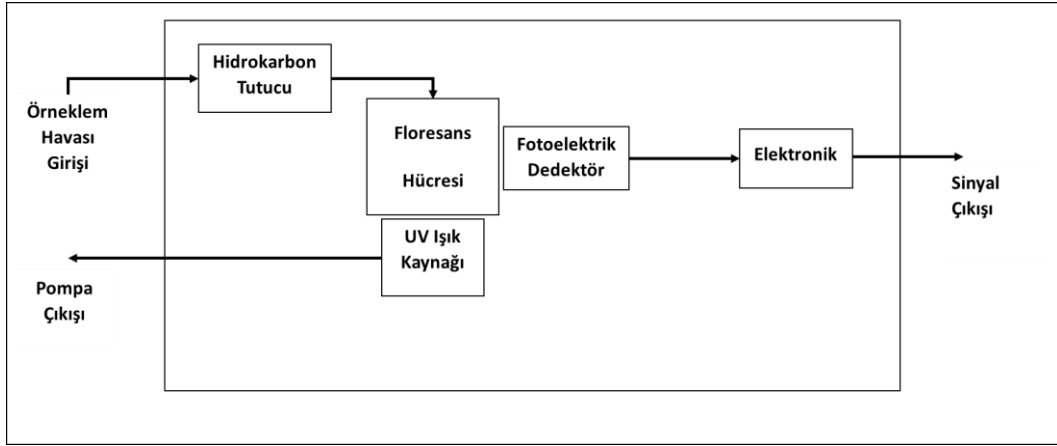 Hidrokarbon
Tutucu
Örneklem
Havası
Girişi
Floresans
Hücresi
Fotoelektrik
Dedektör
Elektronik
Sinyal
Çıkışı
UV Işık
Kaynağı
Pompa
Çıkışı